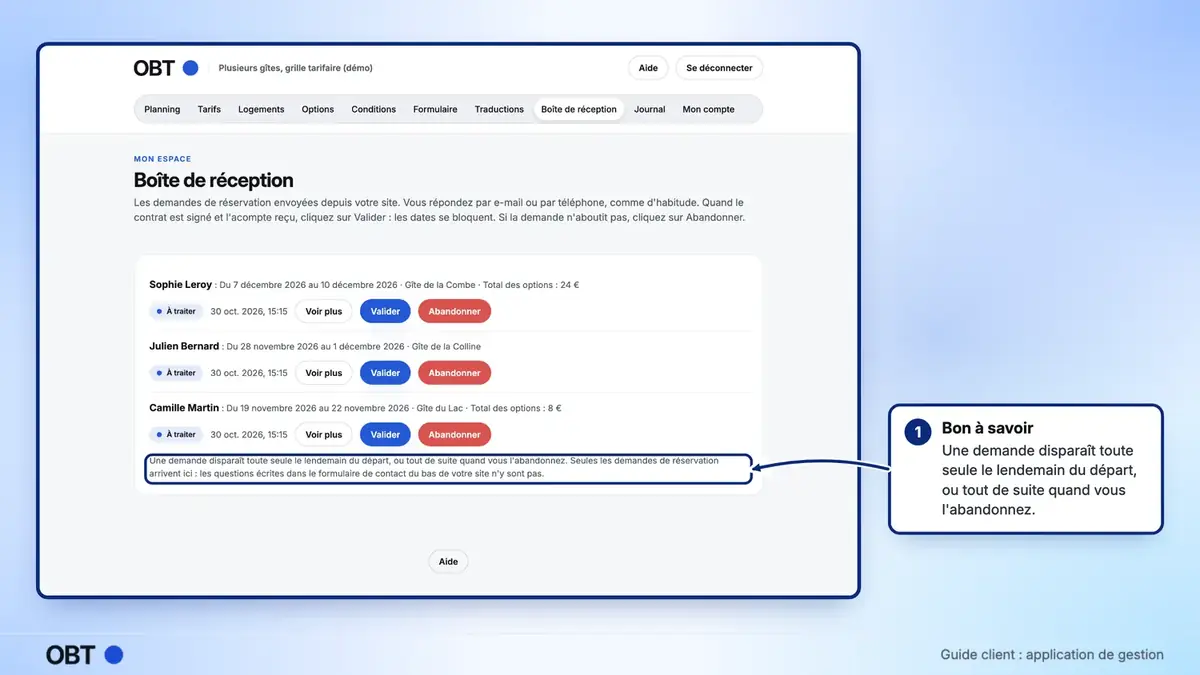 OBT
Plusieurs gîtes, grille tarifaire (démo)
Aide
Se déconnecter
Planning
Tarifs
Logements
Options
Conditions
Formulaire
Traductions
Boîte de réception
Journal
Mon compte
MON ESPACE
Boîte de réception
Les demandes de réservation envoyées depuis votre site. Vous répondez par e-mail ou par téléphone, comme d'habitude. Quand le
contrat est signé et l'acompte reçu, cliquez sur Valider : les dates se bloquent. Si la demande n'aboutit pas, cliquez sur Abandonner.
Sophie Leroy : Du 7 décembre 2026 au 10 décembre 2026 · Gîte de la Combe · Total des options : 24 €
À traiter 30 oct. 2026, 15:15 Voir plus Valider Abandonner
Julien Bernard : Du 28 novembre 2026 au 1 décembre 2026 · Gîte de la Colline
À traiter 30 oct. 2026, 15:15 Voir plus Valider Abandonner
Camille Martin : Du 19 novembre 2026 au 22 novembre 2026 · Gîte du Lac · Total des options : 8 €
À traiter 30 oct. 2026, 15:15 Voir plus Valider Abandonner
Une demande disparaît toute seule le lendemain du départ, ou tout de suite quand vous l'abandonnez. Seules les demandes de réservation
arrivent ici : les questions écrites dans le formulaire de contact du bas de votre site n'y sont pas.
Aide
1
Bon à savoir
Une demande disparaît toute
seule le lendemain du départ,
ou tout de suite quand vous
l'abandonnez.
OBT
Guide client : application de gestion